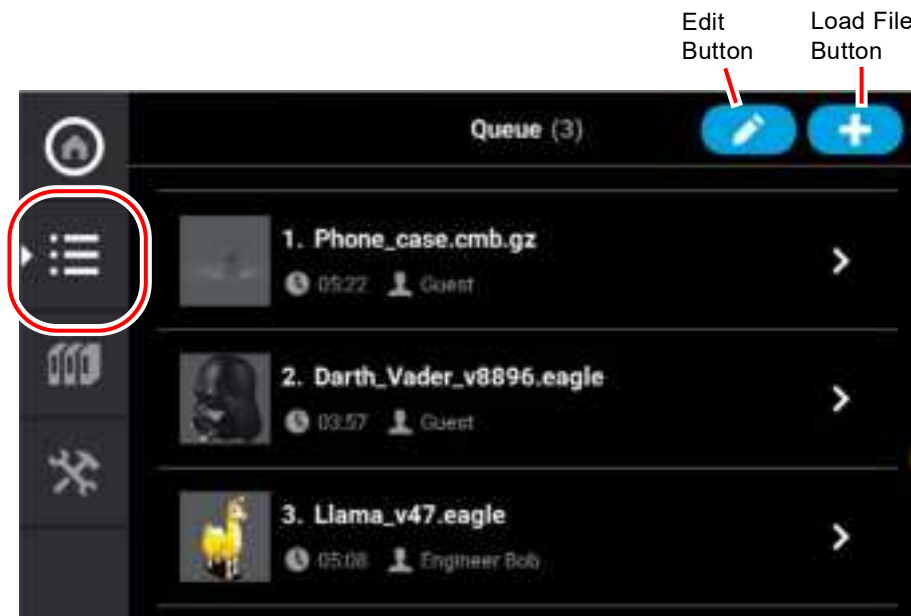 Edit
Button
Load File
Button
Queue (3)
1. Phone_case.cmb.gz
05:22 Guest
2. Darth_Vader_v8896.eagle
03:57 Guest
3. Llama_v47.eagle
05:08 Engineer Bob